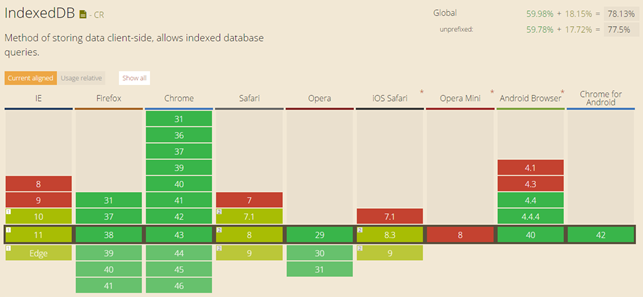 IndexedDB - CR
Global 59.98% + 18.15% = 78.13%
unprefixed: 59.78% + 17.72% = 77.5%
Method of storing data client-side, allows indexed database
queries.
Current aligned Usage relative Show all
IE Firefox Chrome Safari Opera iOS Safari * Opera Mini * Android Browser * Chrome for
Android
31
36
37
39 4.1
8 40 4.3
9 31 41 7 4.4
10 37 42 7.1 7.1 4.4.4
11 38 43 8 29 8.3 8 40 42
Edge 39 44 9 30 9
40 45 31
41 46